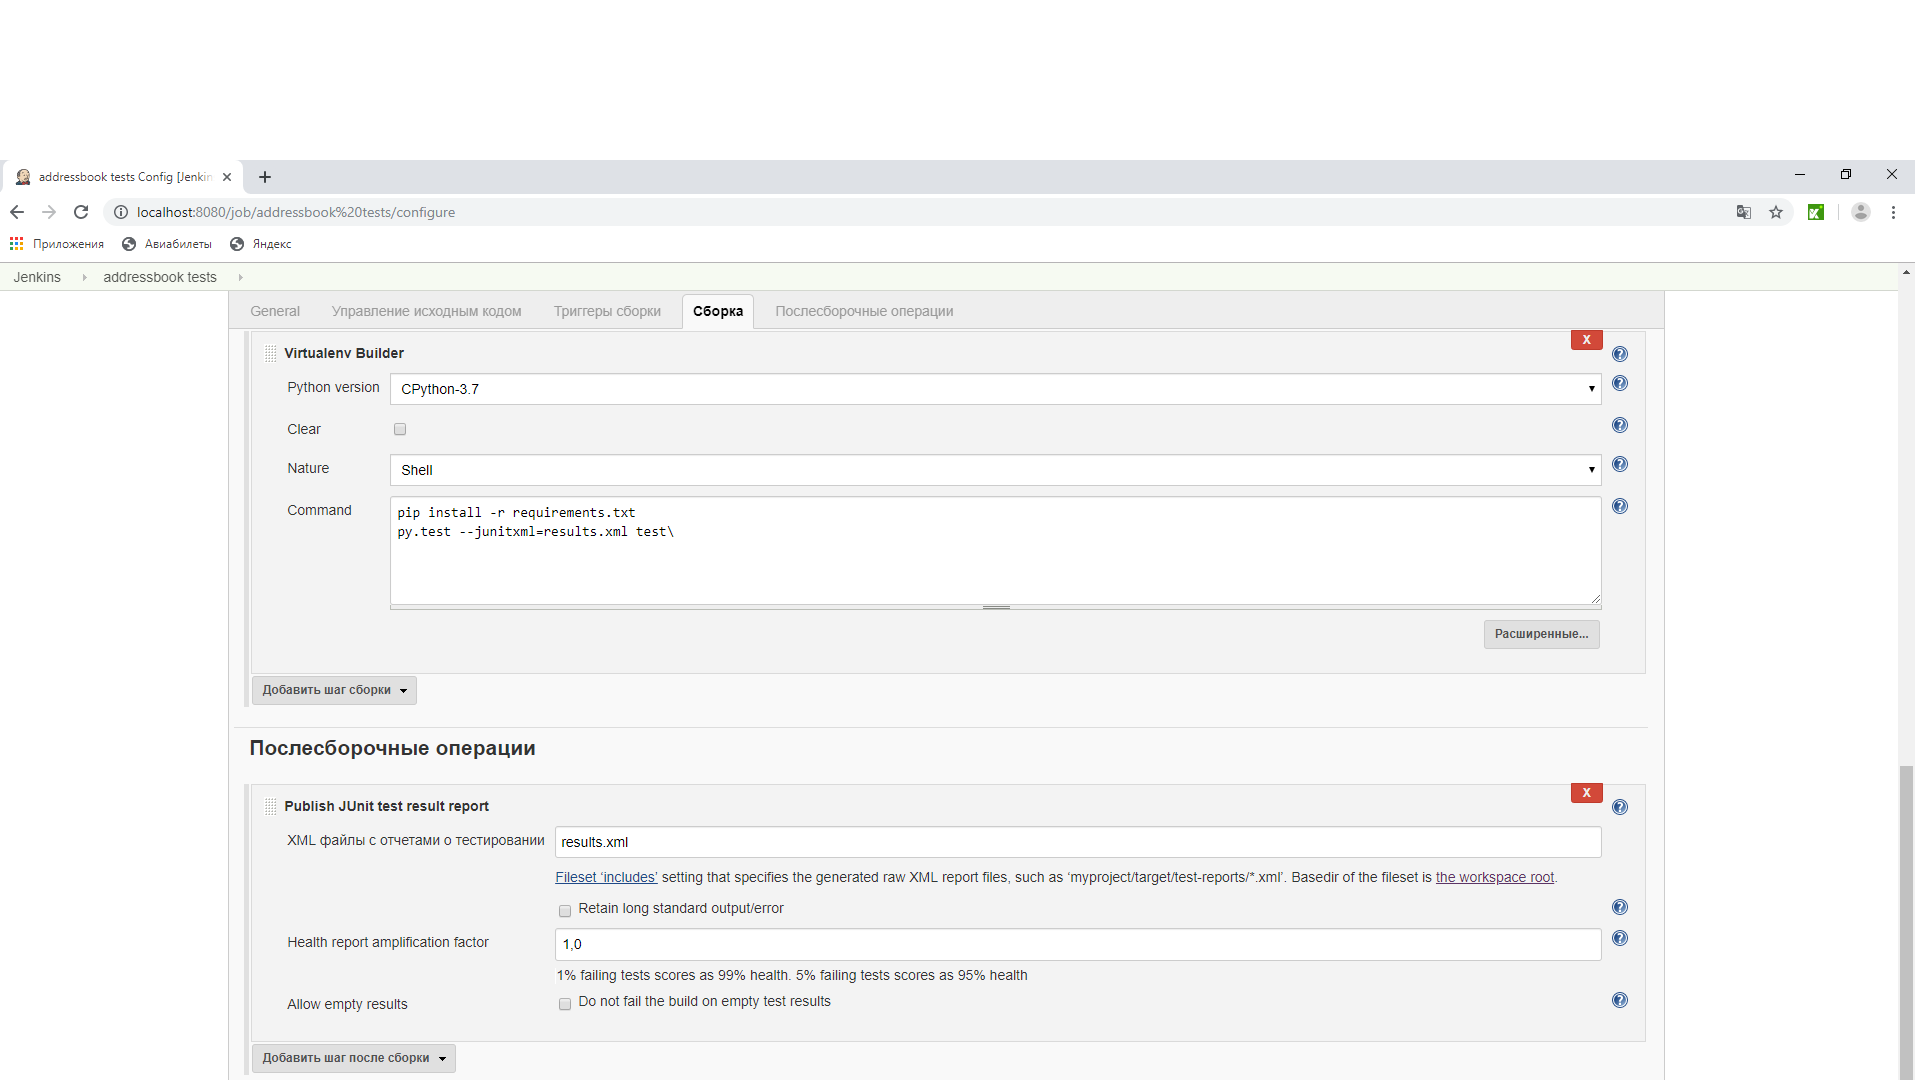 addressbook tests Config [Jenkin
localhost:8080/job/addressbook%20tests/configure
Приложения Авиабилеты Яндекс
Jenkins addressbook tests
General Управление исходным кодом Триггеры сборки Сборка Послесборочные операции
Virtualenv Builder X
Python version CPython-3.7
Clear
Nature Shell
Command pip install -r requirements.txt
py.test --junitxml=results.xml test\
Расширенные...
Добавить шаг сборки
Послесборочные операции
Publish JUnit test result report X
XML файлы с отчетами о тестировании results.xml
Fileset ‘includes’ setting that specifies the generated raw XML report files, such as ‘myproject/target/test-reports/*.xml’. Basedir of the fileset is the workspace root.
Retain long standard output/error
Health report amplification factor 1,0
1% failing tests scores as 99% health. 5% failing tests scores as 95% health
Allow empty results Do not fail the build on empty test results
Добавить шаг после сборки